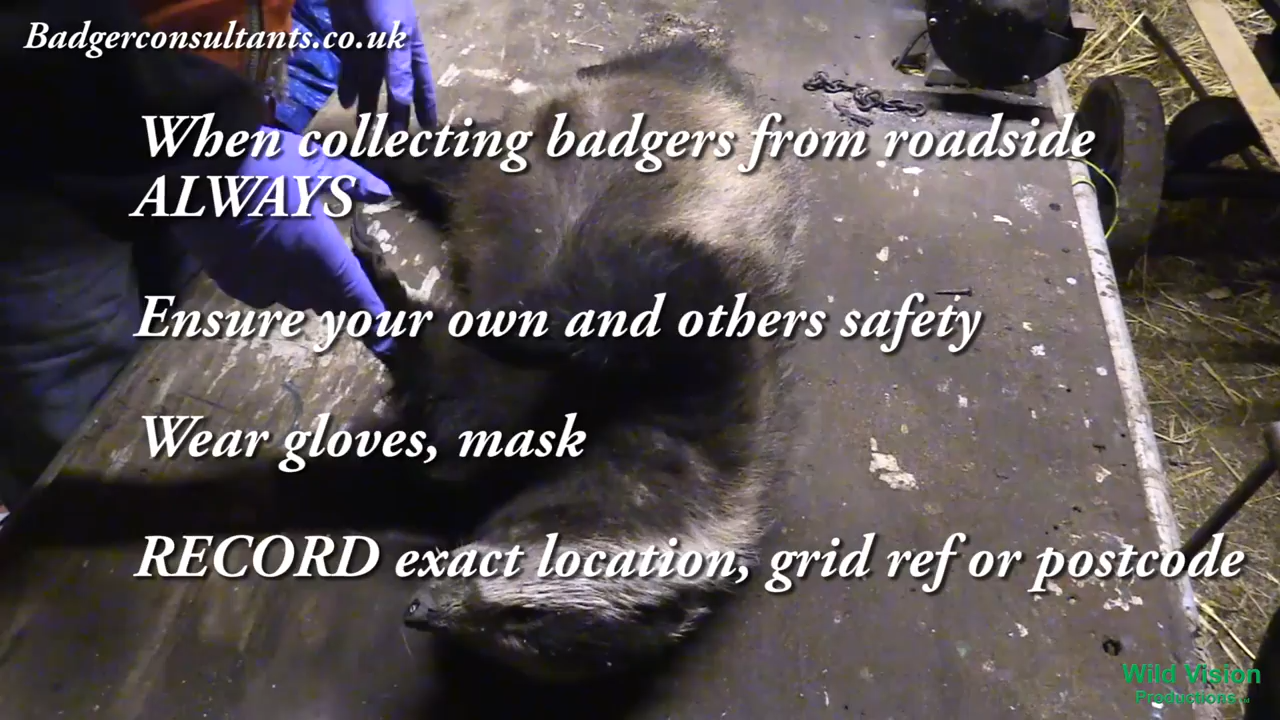 Badgerconsultants.co.uk
When collecting badgers from roadside
ALWAYS
Ensure your own and others safety
Wear gloves, mask
RECORD exact location, grid ref or postcode
Wild Vision
Productions